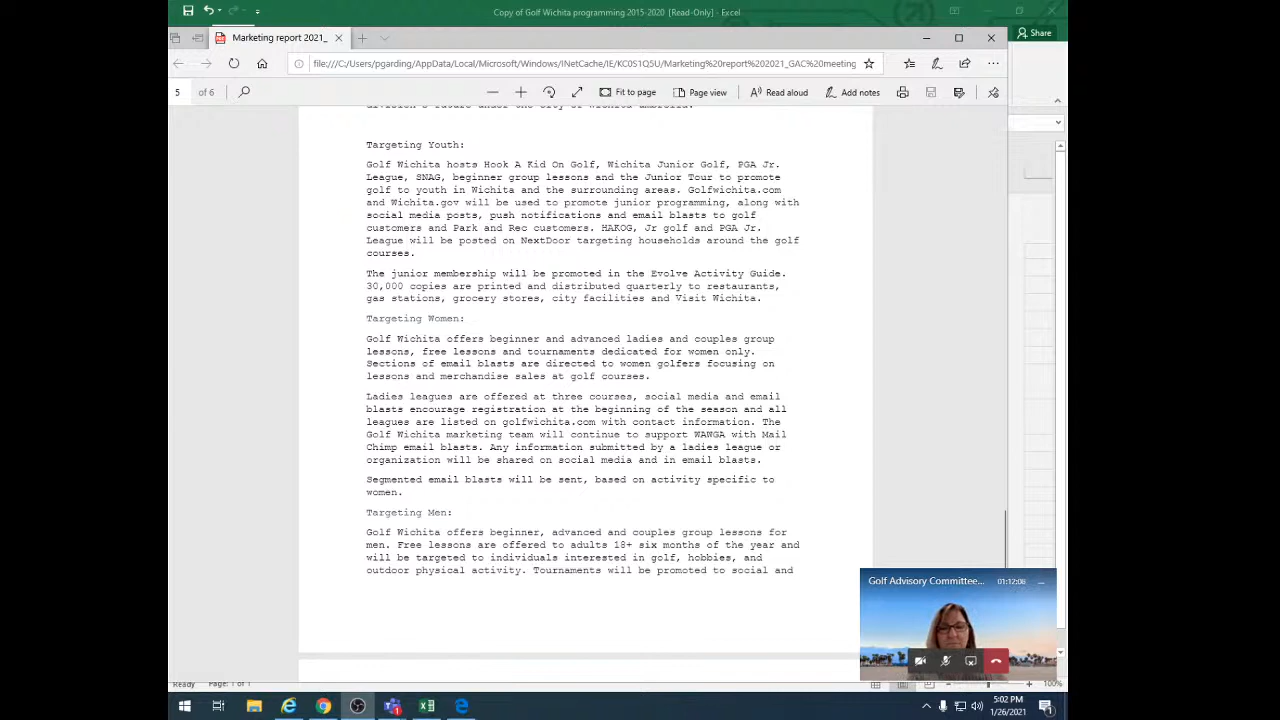 Copy of Golf Wichita programming 2015-2020 [Read-Only] - Excel
Share
Marketing report 2021_
file:///C:/Users/pgarding/AppData/Local/Microsoft/Windows/INetCache/IE/KC0S1Q5U/Marketing%20report%202021_GAC%20meeting
5 of 6
Fit to page
Page view
Read aloud
Add notes
division's future under the City of Wichita umbrella.
Targeting Youth:
Golf Wichita hosts Hook A Kid On Golf, Wichita Junior Golf, PGA Jr.
League, SNAG, beginner group lessons and the Junior Tour to promote
golf to youth in Wichita and the surrounding areas. Golfwichita.com
and Wichita.gov will be used to promote junior programming, along with
social media posts, push notifications and email blasts to golf
customers and Park and Rec customers. HAKOG, Jr golf and PGA Jr.
League will be posted on NextDoor targeting households around the golf
courses.
The junior membership will be promoted in the Evolve Activity Guide.
30,000 copies are printed and distributed quarterly to restaurants,
gas stations, grocery stores, city facilities and Visit Wichita.
Targeting Women:
Golf Wichita offers beginner and advanced ladies and couples group
lessons, free lessons and tournaments dedicated for women only.
Sections of email blasts are directed to women golfers focusing on
lessons and merchandise sales at golf courses.
Ladies leagues are offered at three courses, social media and email
blasts encourage registration at the beginning of the season and all
leagues are listed on golfwichita.com with contact information. The
Golf Wichita marketing team will continue to support WAWGA with Mail
Chimp email blasts. Any information submitted by a ladies league or
organization will be shared on social media and in email blasts.
Segmented email blasts will be sent, based on activity specific to
women.
Targeting Men:
Golf Wichita offers beginner, advanced and couples group lessons for
men. Free lessons are offered to adults 18+ six months of the year and
will be targeted to individuals interested in golf, hobbies, and
outdoor physical activity. Tournaments will be promoted to social and
Golf Advisory Committee...
01:12:08
Ready
Page: 1 of 1
100%
5:02 PM
1/26/2021